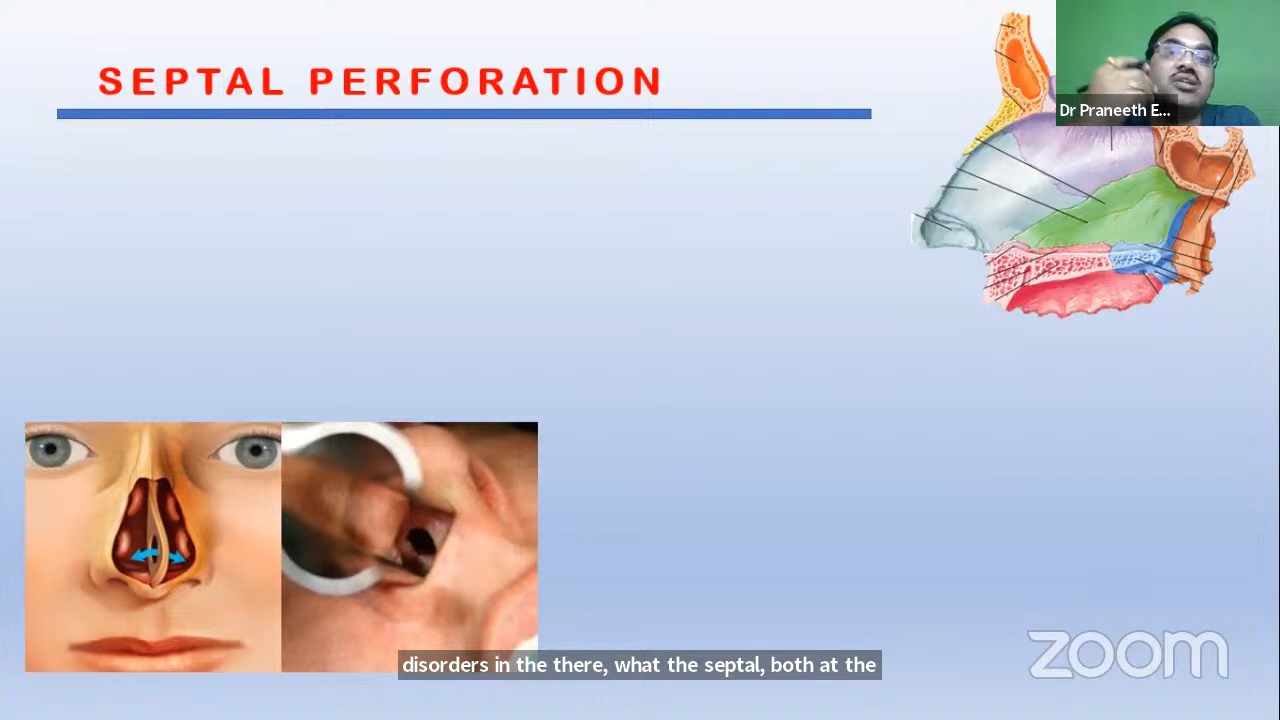 SEPTAL PERFORATION
Dr Praneeth E...
disorders in the there, what the septal, both at the
zoom